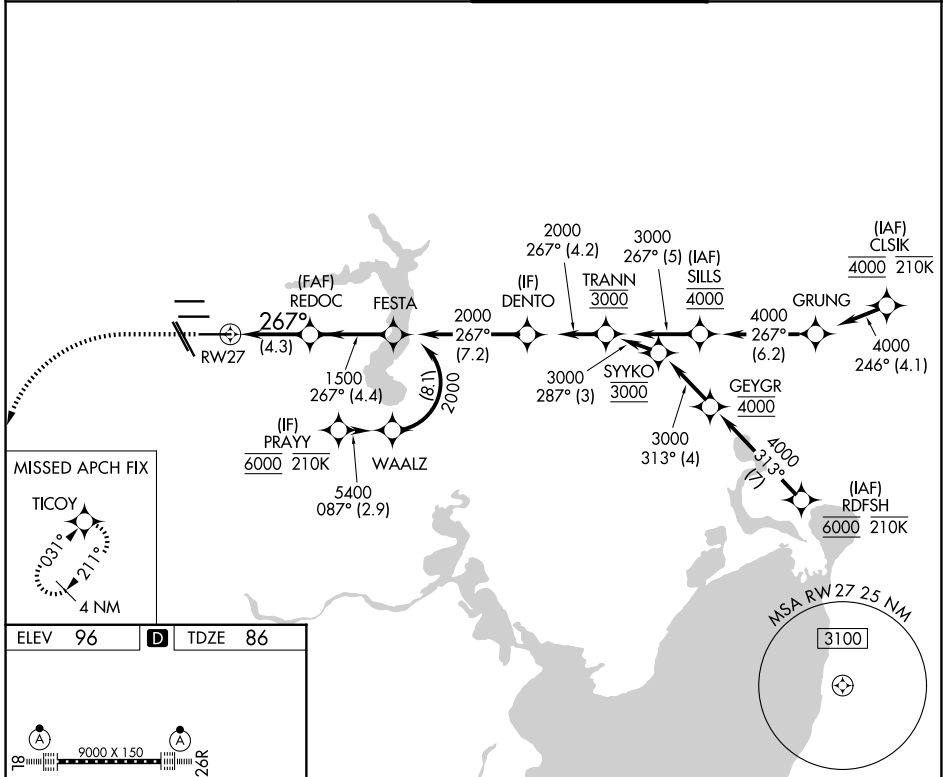 (IAF)
CLSIK
4000 210K
2000
267° (4.2)
3000
267° (5)
(IAF)
SILLS
4000
TRANN
3000
(FAF)
REDOC
FESTA
(IF)
DENTO
GRUNG
267°
(4.3)
RW27
2000
267°
(7.2)
4000
267°
(6.2)
4000
246° (4.1)
1500
267° (4.4)
(8.1)
2000
3000
287° (3)
SYYKO
3000
GEYGR
4000
(IF)
PRAYY
6000 210K
WAALZ
5400
087° (2.9)
3000
313° (4)
4000
313°
(7)
(IAF)
RDFSH
6000 210K
MISSED APCH FIX
TICOY
031°
211°
4 NM
MSA RW27 25 NM
3100
ELEV 96 D TDZE 86
A
A
9000 X 150
8L
26R